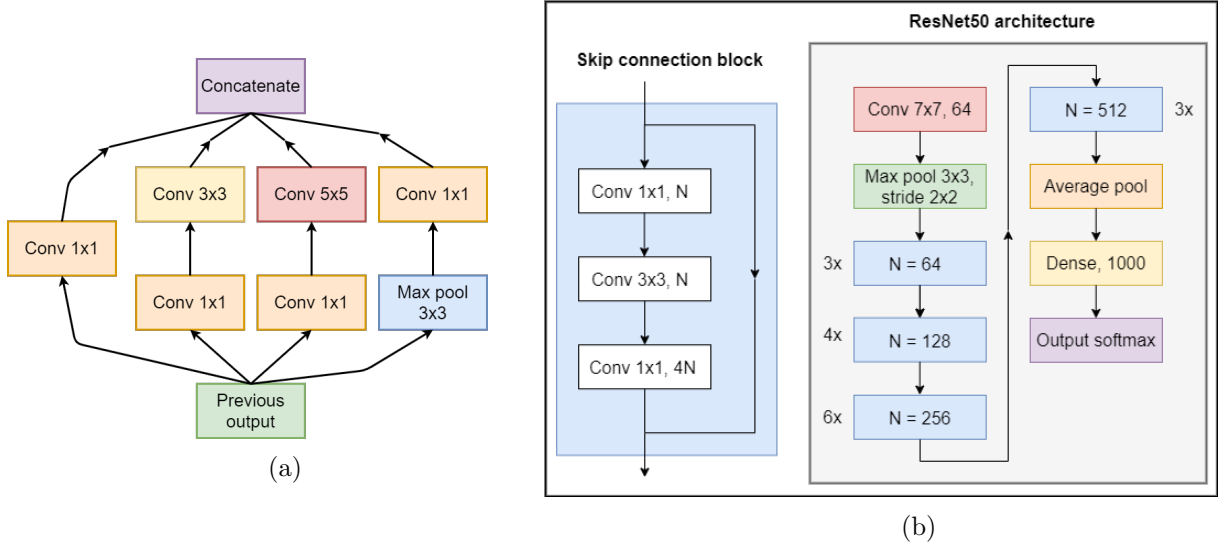 Concatenate
Conv 3x3
Conv 5x5
Conv 1x1
Conv 1x1
Conv 1x1
Conv 1x1
Max pool
3x3
Previous
output
(a)
Skip connection block
Conv 1x1, N
Conv 3x3, N
Conv 1x1, 4N
ResNet50 architecture
Conv 7x7, 64
Max pool 3x3,
stride 2x2
3x
N = 64
4x
N = 128
6x
N = 256
N = 512
3x
Average pool
Dense, 1000
Output softmax
(b)